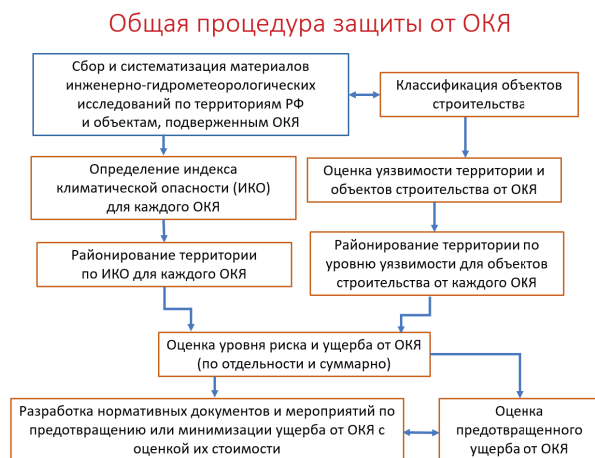 Общая процедура защиты от ОКЯ
Сбор и систематизация материалов
инженерно-гидрометеорологических
исследований по территориям РФ
и объектам, подверженным ОКЯ
Классификация объектов
строительства
Определение индекса
климатической опасности (ИКО)
для каждого ОКЯ
Оценка уязвимости территории и
объектов строительства от ОКЯ
Районирование территории
по ИКО для каждого ОКЯ
Районирование территории по
уровню уязвимости для объектов
строительства от каждого ОКЯ
Оценка уровня риска и ущерба от ОКЯ
(по отдельности и суммарно)
Разработка нормативных документов и мероприятий по
предотвращению или минимизации ущерба от ОКЯ с
оценкой их стоимости
Оценка
предотвращенного
ущерба от ОКЯ